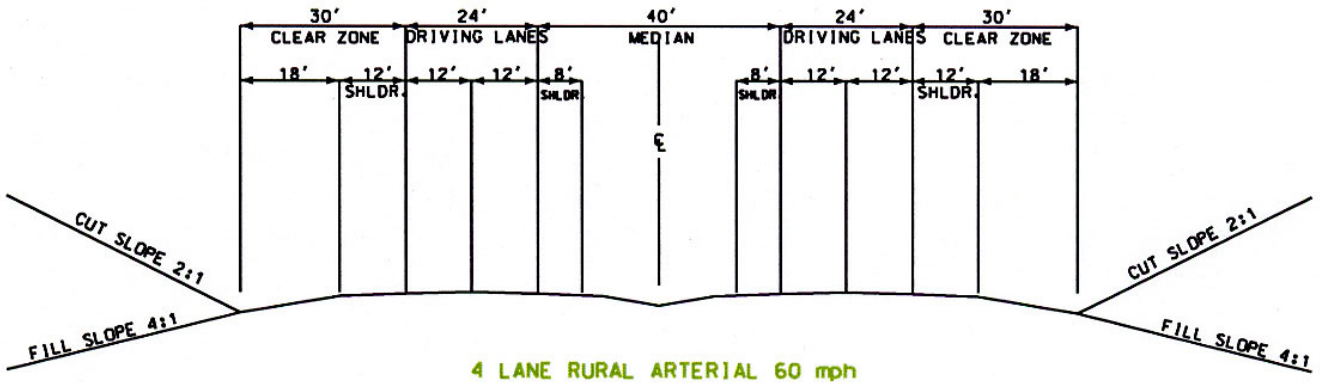 30' 24' 40' 24' 30'
CLEAR ZONE DRIVING LANES MEDIAN DRIVING LANES CLEAR ZONE
18' 12' 12' 12' 8' 8' 12' 12' 12' 18'
SHLDR. SHLDR. SHLDR. SHLDR.
℄
CUT SLOPE 2:1 CUT SLOPE 2:1
FILL SLOPE 4:1 FILL SLOPE 4:1
4 LANE RURAL ARTERIAL 60 mph